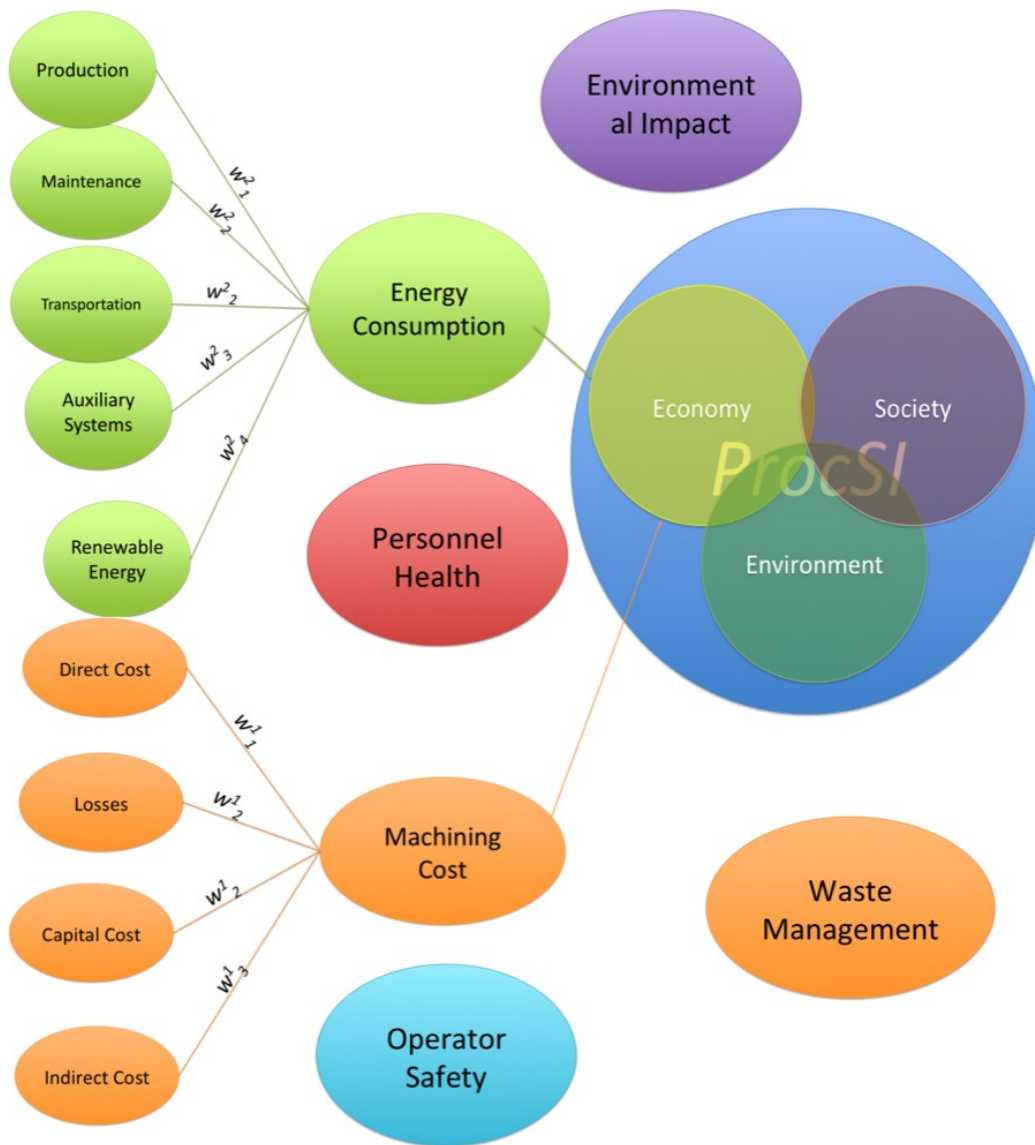 Production
Environment
al Impact
Maintenance
w²₁
w²₂
Energy
Consumption
Transportation
w²₂
w²₃
Auxiliary
Systems
Economy
Society
ProcSI
w²₄
Renewable
Energy
Personnel
Health
Environment
Direct Cost
w¹₁
Losses
w¹₂
Machining
Cost
w¹₂
Capital Cost
Waste
Management
w¹₃
Operator
Safety
Indirect Cost